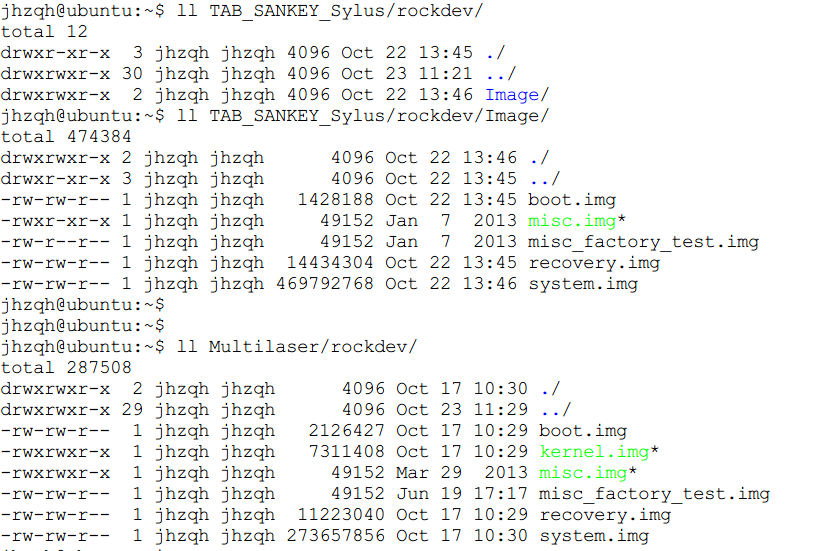 jhzqh@ubuntu:~$ ll TAB_SANKEY_Sylus/rockdev/
total 12
drwxr-xr-x  3 jhzqh jhzqh 4096 Oct 22 13:45 ./
drwxr-xr-x 30 jhzqh jhzqh 4096 Oct 23 11:21 ../
drwxr-xr-x  2 jhzqh jhzqh 4096 Oct 22 13:46 Image/
jhzqh@ubuntu:~$ ll TAB_SANKEY_Sylus/rockdev/Image/
total 474384
drwxrwxr-x 2 jhzqh jhzqh      4096 Oct 22 13:46 ./
drwxr-xr-x 3 jhzqh jhzqh      4096 Oct 22 13:45 ../
-rw-rw-r-- 1 jhzqh jhzqh   1428188 Oct 22 13:45 boot.img
-rwxr-xr-x 1 jhzqh jhzqh     49152 Jan  7  2013 misc.img*
-rw-r--r-- 1 jhzqh jhzqh     49152 Jan  7  2013 misc_factory_test.img
-rw-rw-r-- 1 jhzqh jhzqh  14434304 Oct 22 13:45 recovery.img
-rw-rw-r-- 1 jhzqh jhzqh 469792768 Oct 22 13:46 system.img
jhzqh@ubuntu:~$
jhzqh@ubuntu:~$
jhzqh@ubuntu:~$ ll Multilaser/rockdev/
total 287508
drwxrwxr-x  2 jhzqh jhzqh      4096 Oct 17 10:30 ./
drwxrwxr-x 29 jhzqh jhzqh      4096 Oct 23 11:29 ../
-rw-rw-r--  1 jhzqh jhzqh   2126427 Oct 17 10:29 boot.img
-rwxrwxr-x  1 jhzqh jhzqh   7311408 Oct 17 10:29 kernel.img*
-rwxrwxr-x  1 jhzqh jhzqh     49152 Mar 29  2013 misc.img*
-rw-rw-r--  1 jhzqh jhzqh     49152 Jun 19 17:17 misc_factory_test.img
-rw-rw-r--  1 jhzqh jhzqh  11223040 Oct 17 10:29 recovery.img
-rw-rw-r--  1 jhzqh jhzqh 273657856 Oct 17 10:30 system.img